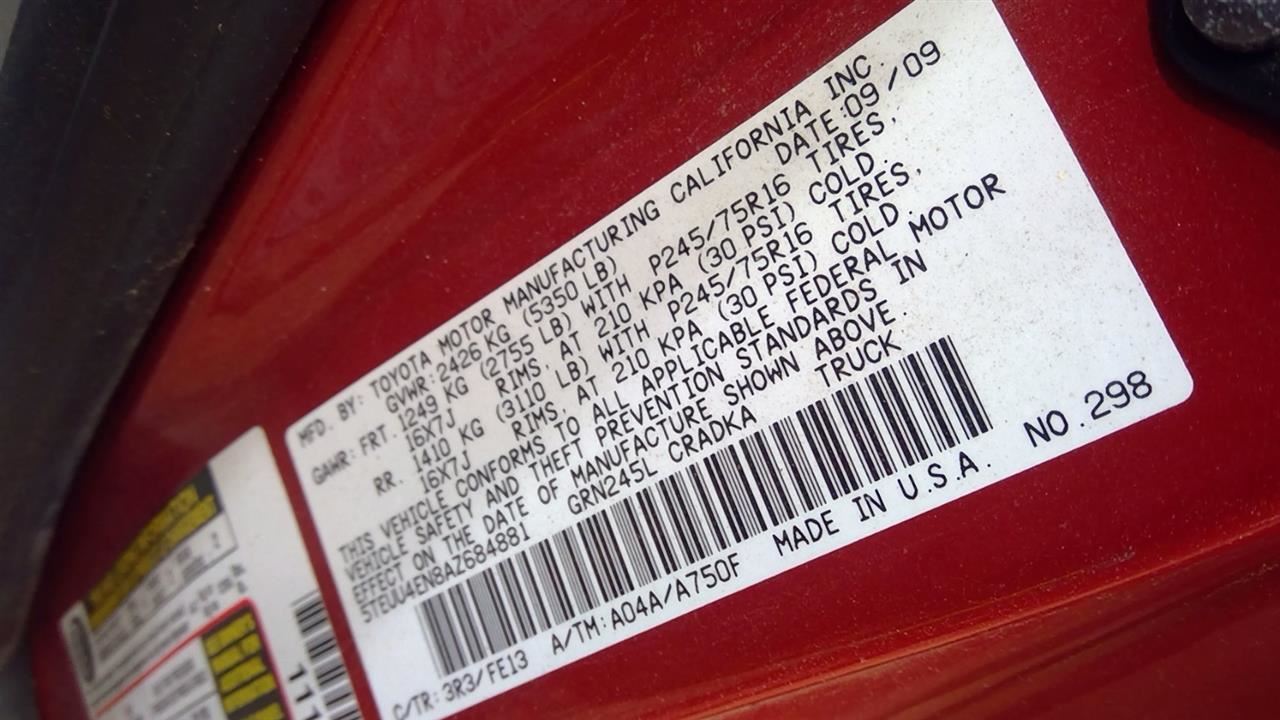 MFD. BY: TOYOTA MOTOR MANUFACTURING CALIFORNIA INC.
GVWR: 2426 KG (5350 LB) DATE: 09/09
GAWR: FRT. 1249 KG (2755 LB) WITH P245/75R16 TIRES,
16X7J RIMS, AT 210 KPA (30 PSI) COLD.
RR. 1410 KG (3110 LB) WITH P245/75R16 TIRES,
16X7J RIMS, AT 210 KPA (30 PSI) COLD.
THIS VEHICLE CONFORMS TO ALL APPLICABLE FEDERAL MOTOR
VEHICLE SAFETY AND THEFT PREVENTION STANDARDS IN
EFFECT ON THE DATE OF MANUFACTURE SHOWN ABOVE.
5TEUU4EN8AZ684881 GRN245L CRADKA TRUCK
C/TR: 3R3/FE13 A/TM: A04A/A750F MADE IN U.S.A. NO. 298